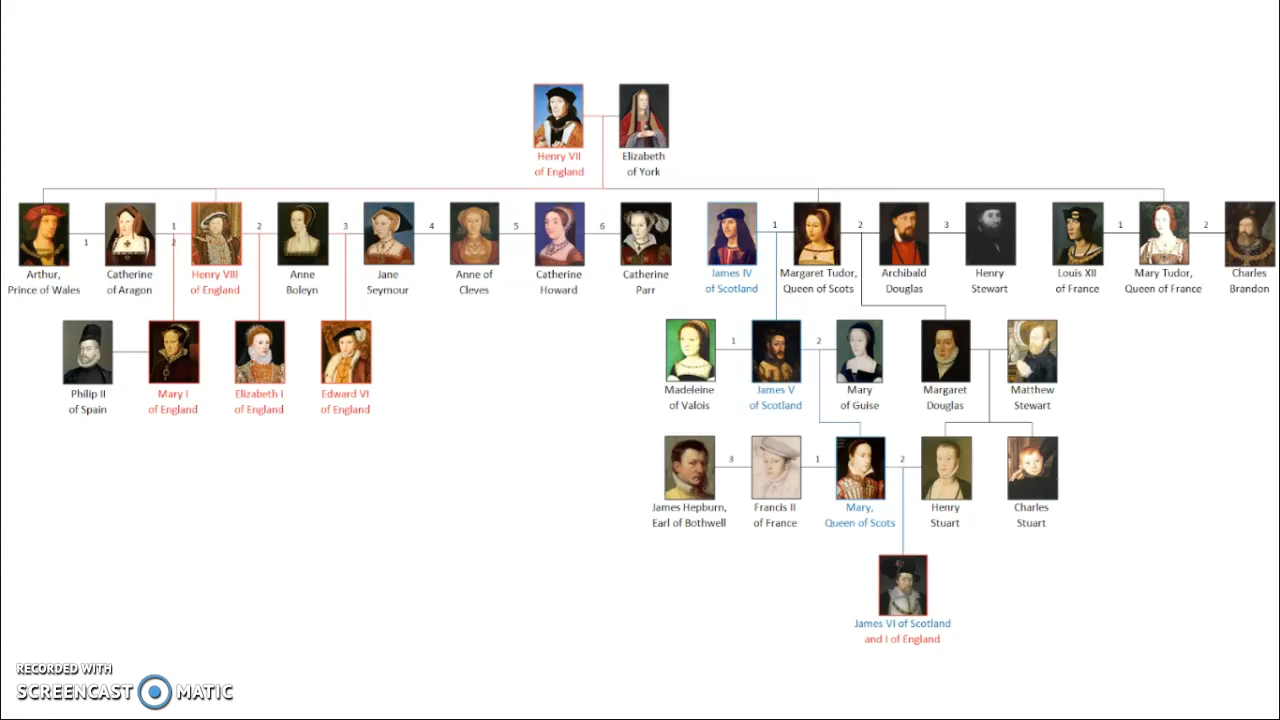 Henry VII
of England
Elizabeth
of York
1
1
2
2
3
4
5
6
1
2
3
1
2
Arthur,
Prince of Wales
Catherine
of Aragon
Henry VIII
of England
Anne
Boleyn
Jane
Seymour
Anne of
Cleves
Catherine
Howard
Catherine
Parr
James IV
of Scotland
Margaret Tudor,
Queen of Scots
Archibald
Douglas
Henry
Stewart
Louis XII
of France
Mary Tudor,
Queen of France
Charles
Brandon
1
2
Philip II
of Spain
Mary I
of England
Elizabeth I
of England
Edward VI
of England
Madeleine
of Valois
James V
of Scotland
Mary
of Guise
Margaret
Douglas
Matthew
Stewart
3
1
2
James Hepburn,
Earl of Bothwell
Francis II
of France
Mary,
Queen of Scots
Henry
Stuart
Charles
Stuart
James VI of Scotland
and I of England
RECORDED WITH
SCREENCAST MATIC